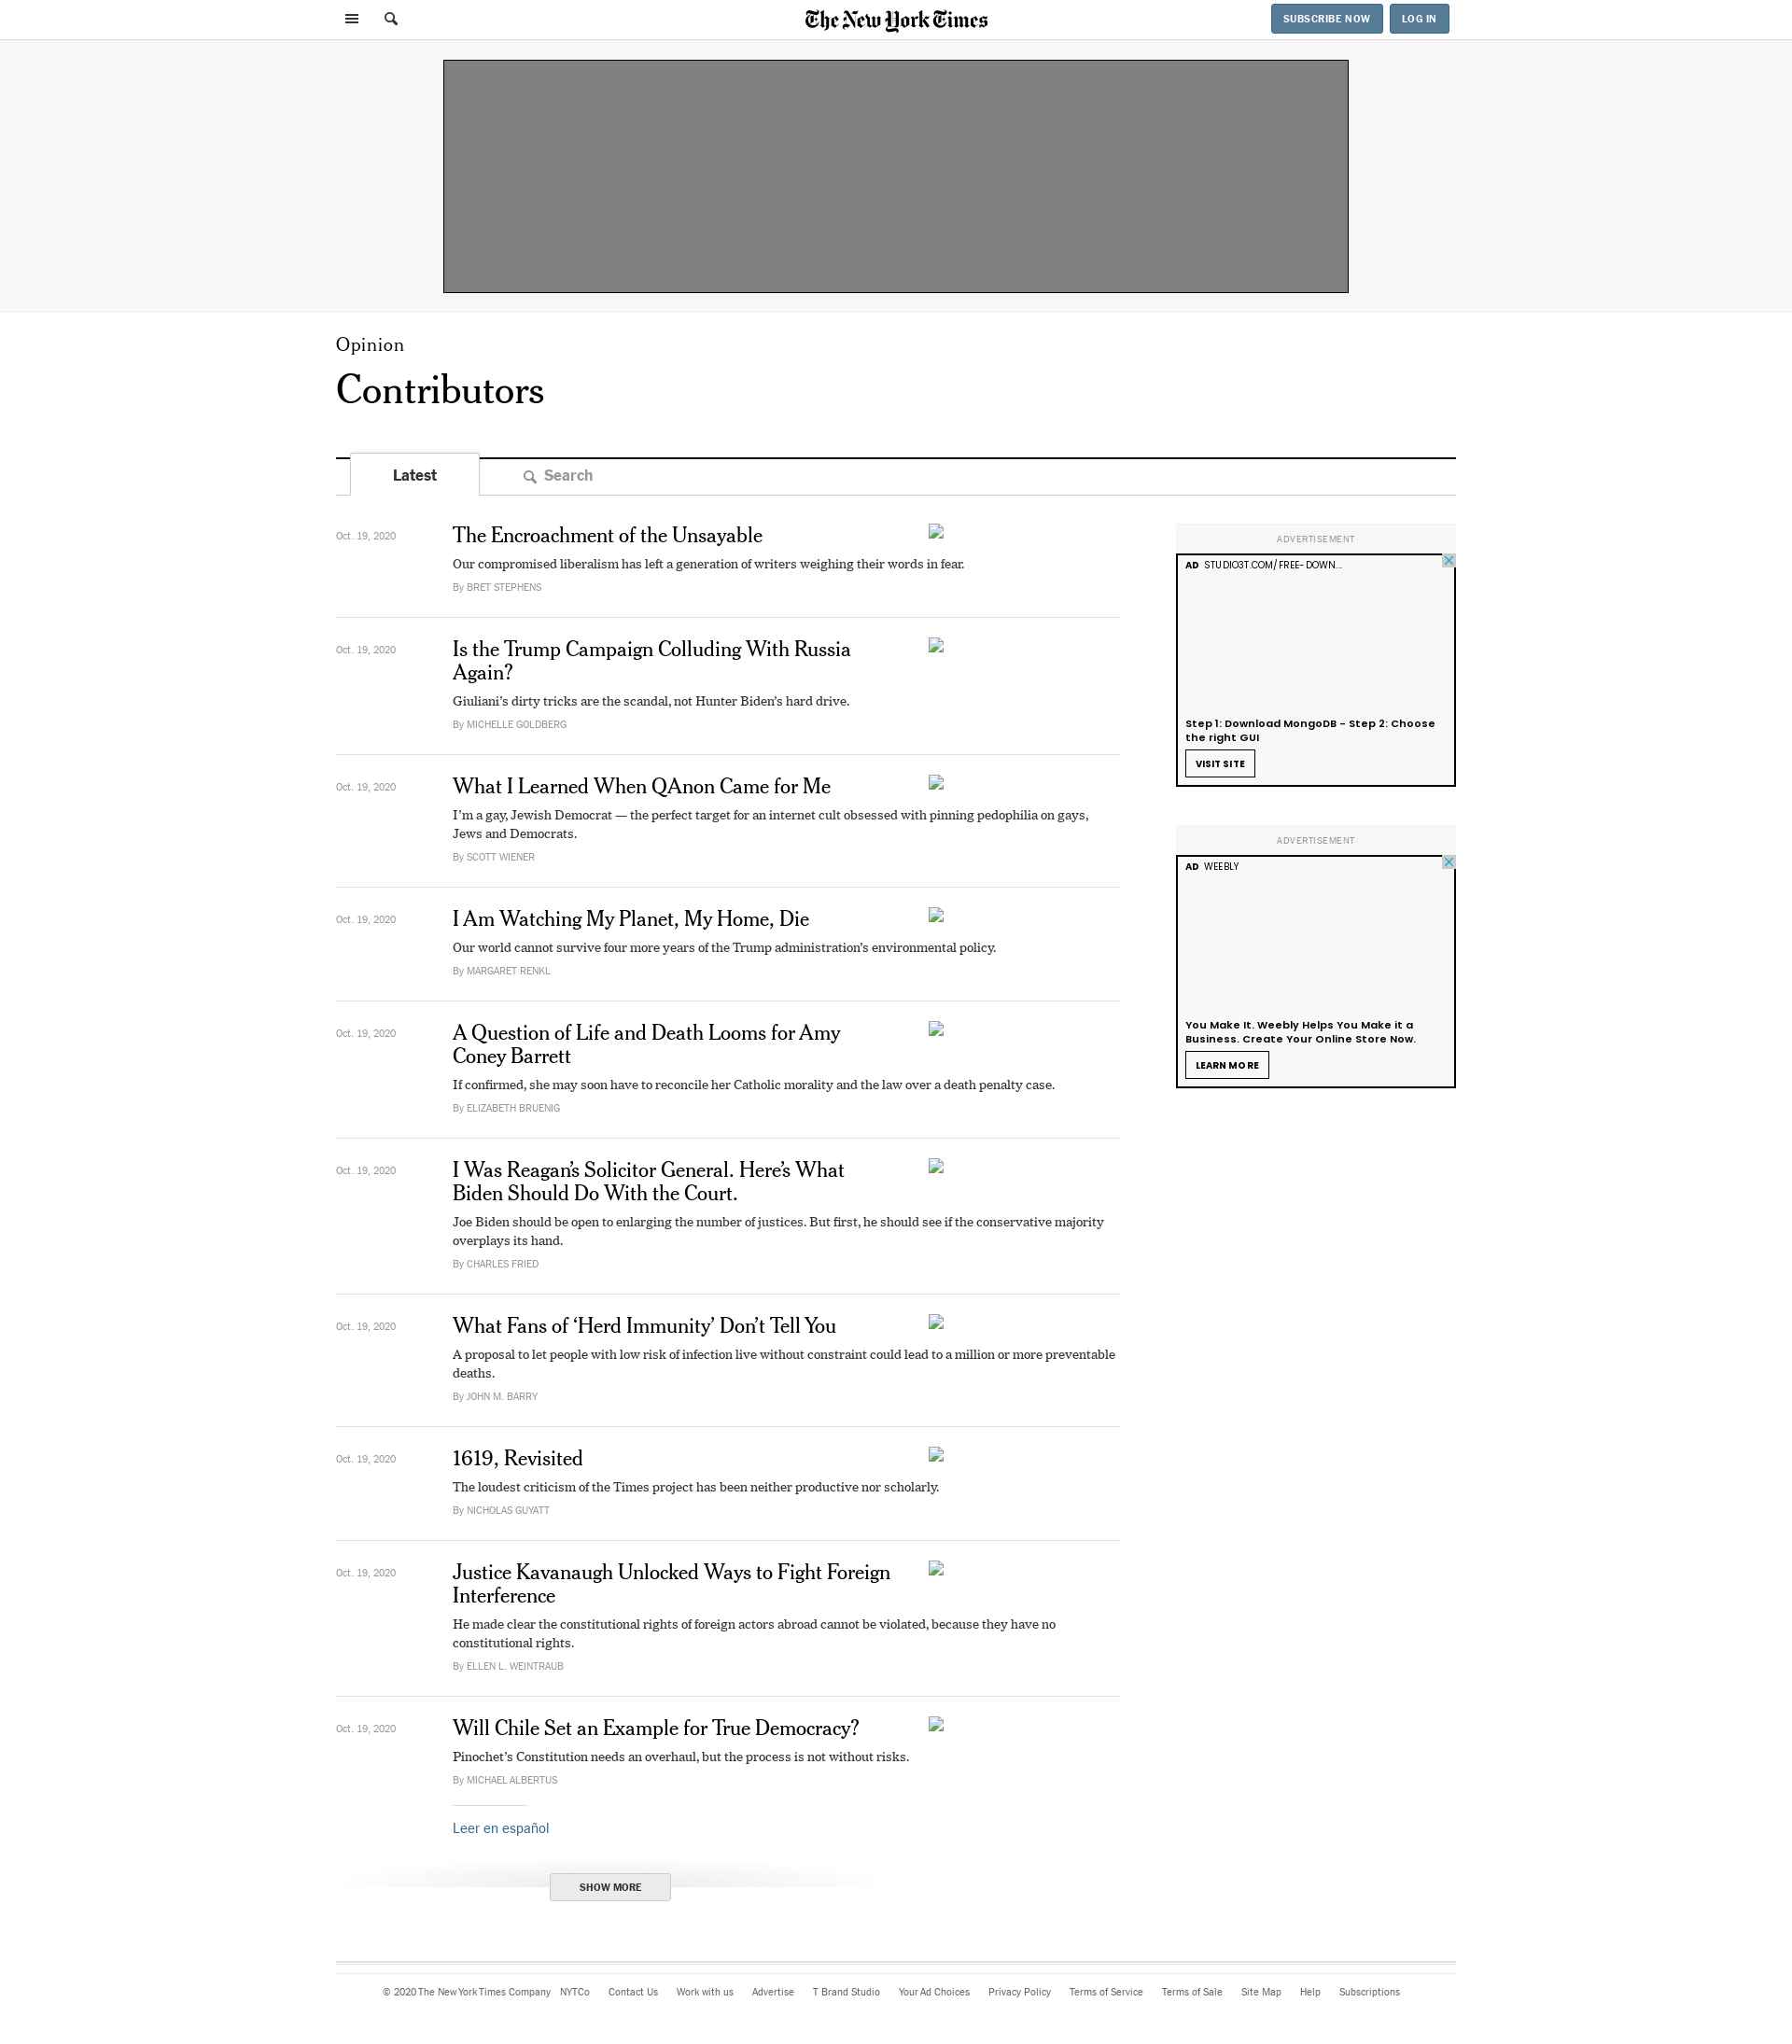 The New York Times
SUBSCRIBE NOW
LOG IN
Opinion
Contributors
Latest
Search
Oct. 19, 2020
The Encroachment of the Unsayable
Our compromised liberalism has left a generation of writers weighing their words in fear.
By BRET STEPHENS
Oct. 19, 2020
Is the Trump Campaign Colluding With Russia
Again?
Giuliani’s dirty tricks are the scandal, not Hunter Biden’s hard drive.
By MICHELLE GOLDBERG
Oct. 19, 2020
What I Learned When QAnon Came for Me
I’m a gay, Jewish Democrat — the perfect target for an internet cult obsessed with pinning pedophilia on gays,
Jews and Democrats.
By SCOTT WIENER
Oct. 19, 2020
I Am Watching My Planet, My Home, Die
Our world cannot survive four more years of the Trump administration’s environmental policy.
By MARGARET RENKL
Oct. 19, 2020
A Question of Life and Death Looms for Amy
Coney Barrett
If confirmed, she may soon have to reconcile her Catholic morality and the law over a death penalty case.
By ELIZABETH BRUENIG
Oct. 19, 2020
I Was Reagan’s Solicitor General. Here’s What
Biden Should Do With the Court.
Joe Biden should be open to enlarging the number of justices. But first, he should see if the conservative majority
overplays its hand.
By CHARLES FRIED
Oct. 19, 2020
What Fans of ‘Herd Immunity’ Don’t Tell You
A proposal to let people with low risk of infection live without constraint could lead to a million or more preventable
deaths.
By JOHN M. BARRY
Oct. 19, 2020
1619, Revisited
The loudest criticism of the Times project has been neither productive nor scholarly.
By NICHOLAS GUYATT
Oct. 19, 2020
Justice Kavanaugh Unlocked Ways to Fight Foreign
Interference
He made clear the constitutional rights of foreign actors abroad cannot be violated, because they have no
constitutional rights.
By ELLEN L. WEINTRAUB
Oct. 19, 2020
Will Chile Set an Example for True Democracy?
Pinochet’s Constitution needs an overhaul, but the process is not without risks.
By MICHAEL ALBERTUS
Leer en español
SHOW MORE
ADVERTISEMENT
AD STUDIO3T.COM/FREE-DOWN...
Step 1: Download MongoDB - Step 2: Choose
the right GUI
VISIT SITE
ADVERTISEMENT
AD WEEBLY
You Make It. Weebly Helps You Make it a
Business. Create Your Online Store Now.
LEARN MORE
© 2020 The New York Times Company NYTCo Contact Us Work with us Advertise T Brand Studio Your Ad Choices Privacy Policy Terms of Service Terms of Sale Site Map Help Subscriptions